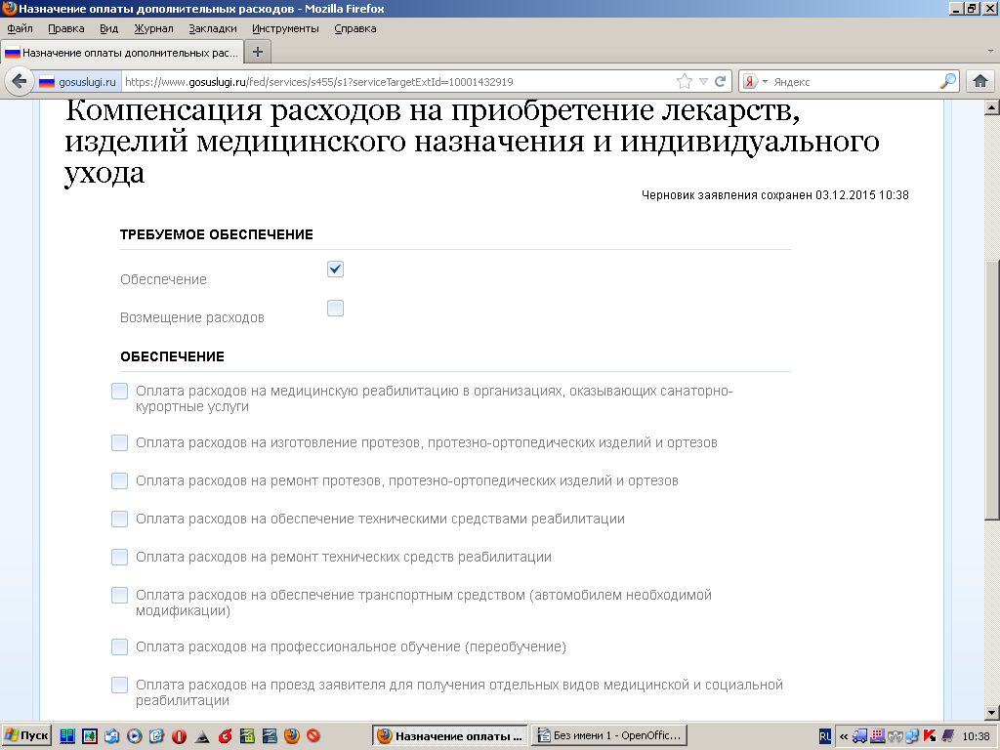 Назначение оплаты дополнительных расходов - Mozilla Firefox
Файл Правка Вид Журнал Закладки Инструменты Справка
Назначение оплаты дополнительных рас...
gosuslugi.ru https://www.gosuslugi.ru/fed/services/s455/s1?serviceTargetExtId=10001432919 Я Яндекс
Компенсация расходов на приобретение лекарств,
изделий медицинского назначения и индивидуального
ухода
Черновик заявления сохранен 03.12.2015 10:38
ТРЕБУЕМОЕ ОБЕСПЕЧЕНИЕ
Обеспечение
Возмещение расходов
ОБЕСПЕЧЕНИЕ
Оплата расходов на медицинскую реабилитацию в организациях, оказывающих санаторно-
курортные услуги
Оплата расходов на изготовление протезов, протезно-ортопедических изделий и ортезов
Оплата расходов на ремонт протезов, протезно-ортопедических изделий и ортезов
Оплата расходов на обеспечение техническими средствами реабилитации
Оплата расходов на ремонт технических средств реабилитации
Оплата расходов на обеспечение транспортным средством (автомобилем необходимой
модификации)
Оплата расходов на профессиональное обучение (переобучение)
Оплата расходов на проезд заявителя для получения отдельных видов медицинской и социальной
реабилитации
Пуск Назначение оплаты ... Без имени 1 - OpenOffic... RL « 10:38